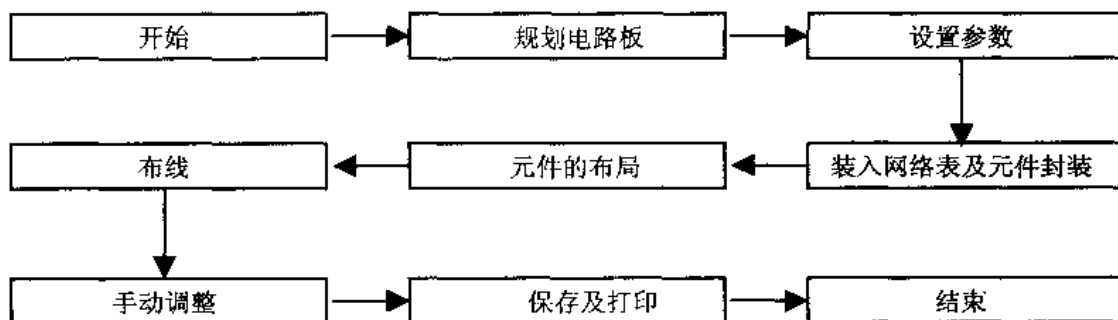 开始
规划电路板
设置参数
装入网络表及元件封装
元件的布局
布线
手动调整
保存及打印
结束